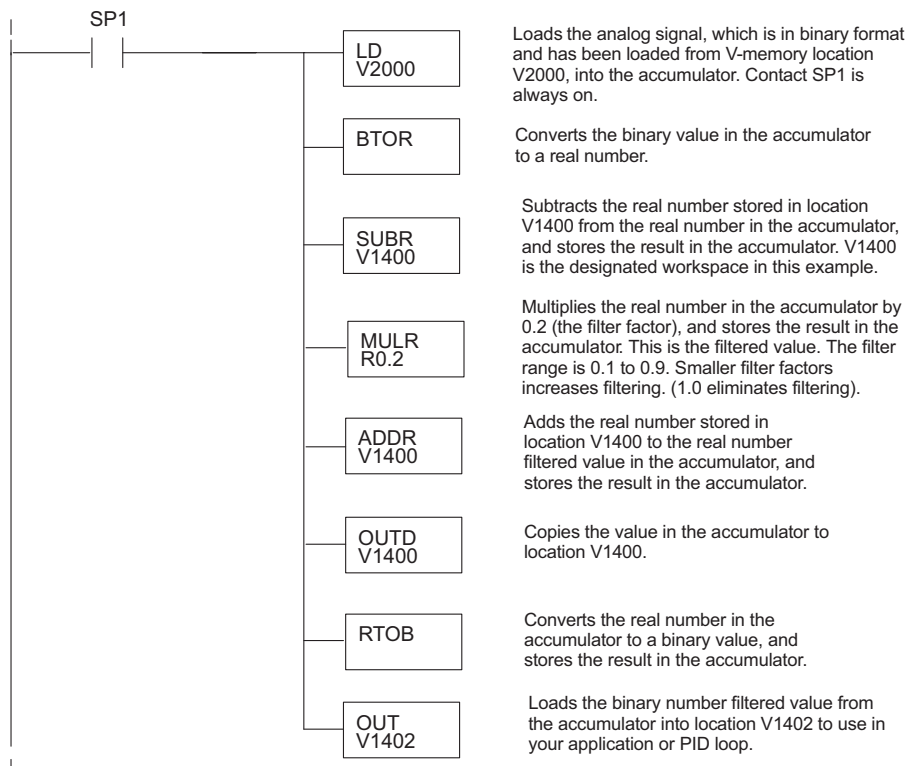 SP1
LD
V2000
Loads the analog signal, which is in binary format
and has been loaded from V-memory location
V2000, into the accumulator. Contact SP1 is
always on.
BTOR
Converts the binary value in the accumulator
to a real number.
SUBR
V1400
Subtracts the real number stored in location
V1400 from the real number in the accumulator,
and stores the result in the accumulator. V1400
is the designated workspace in this example.
MULR
R0.2
Multiplies the real number in the accumulator by
0.2 (the filter factor), and stores the result in the
accumulator. This is the filtered value. The filter
range is 0.1 to 0.9. Smaller filter factors
increases filtering. (1.0 eliminates filtering).
ADDR
V1400
Adds the real number stored in
location V1400 to the real number
filtered value in the accumulator, and
stores the result in the accumulator.
OUTD
V1400
Copies the value in the accumulator to
location V1400.
RTOB
Converts the real number in the
accumulator to a binary value, and
stores the result in the accumulator.
OUT
V1402
Loads the binary number filtered value from
the accumulator into location V1402 to use in
your application or PID loop.